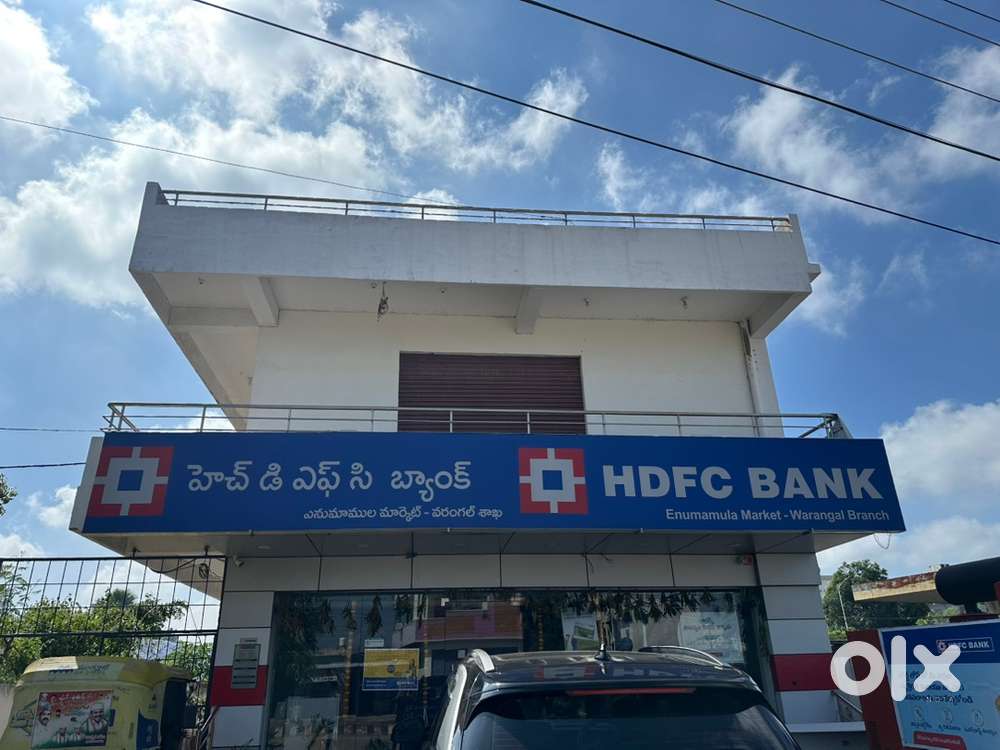 హెచ్ డి ఎఫ్ సి బ్యాంక్
ఎనుమాముల మార్కెట్ - వరంగల్ శాఖ
HDFC BANK
Enumamula Market - Warangal Branch
HDFC BANK
olx